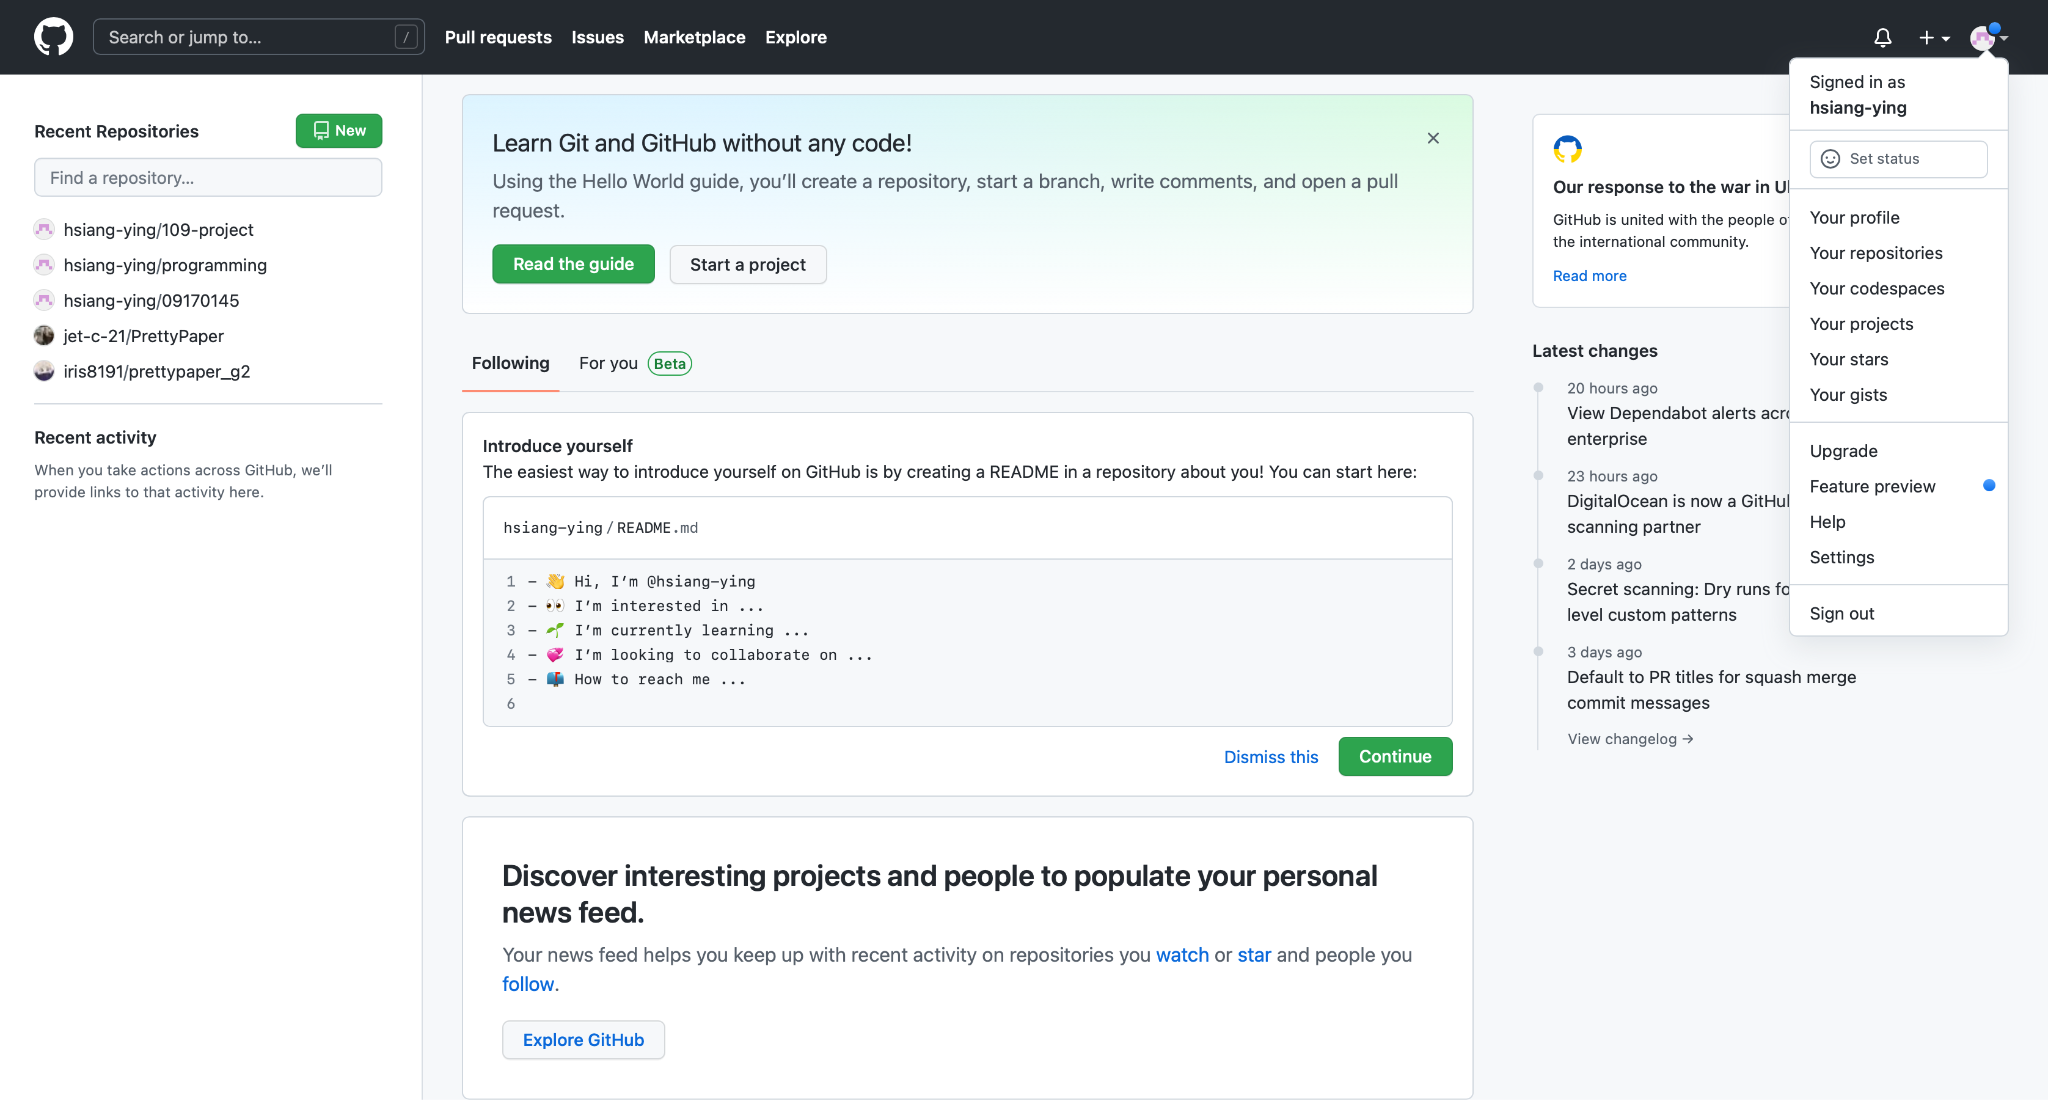 Search or jump to...
/
Pull requests
Issues
Marketplace
Explore
Recent Repositories
New
Find a repository...
hsiang-ying/109-project
hsiang-ying/programming
hsiang-ying/09170145
jet-c-21/PrettyPaper
iris8191/prettypaper_g2
Recent activity
When you take actions across GitHub, we’ll
provide links to that activity here.
Learn Git and GitHub without any code!
Using the Hello World guide, you’ll create a repository, start a branch, write comments, and open a pull
request.
Read the guide
Start a project
Following
For you
Beta
Introduce yourself
The easiest way to introduce yourself on GitHub is by creating a README in a repository about you! You can start here:
hsiang-ying/README.md
1 - 👋 Hi, I’m @hsiang-ying
2 - 👀 I’m interested in ...
3 - 🌱 I’m currently learning ...
4 - 💞️ I’m looking to collaborate on ...
5 - 📫 How to reach me ...
6
Dismiss this
Continue
Discover interesting projects and people to populate your personal
news feed.
Your news feed helps you keep up with recent activity on repositories you watch or star and people you
follow.
Explore GitHub
Our response to the war in
GitHub is united with the people
the international community.
Read more
Latest changes
20 hours ago
View Dependabot alerts
enterprise
23 hours ago
DigitalOcean is now a
scanning partner
2 days ago
Secret scanning: Dry runs
level custom patterns
3 days ago
Default to PR titles for squash merge
commit messages
View changelog →
Signed in as
hsiang-ying
Set status
Your profile
Your repositories
Your codespaces
Your projects
Your stars
Your gists
Upgrade
Feature preview
Help
Settings
Sign out